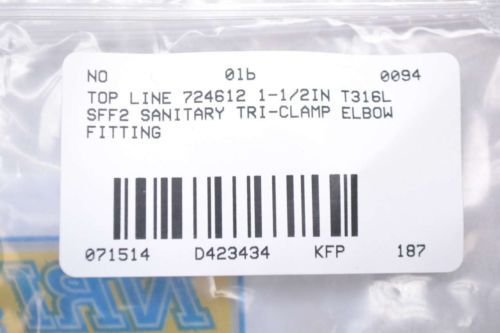 NO 01b 0094
TOP LINE 724612 1-1/2IN T316L
SFF2 SANITARY TRI-CLAMP ELBOW
FITTING
071514 D423434 KFP 187